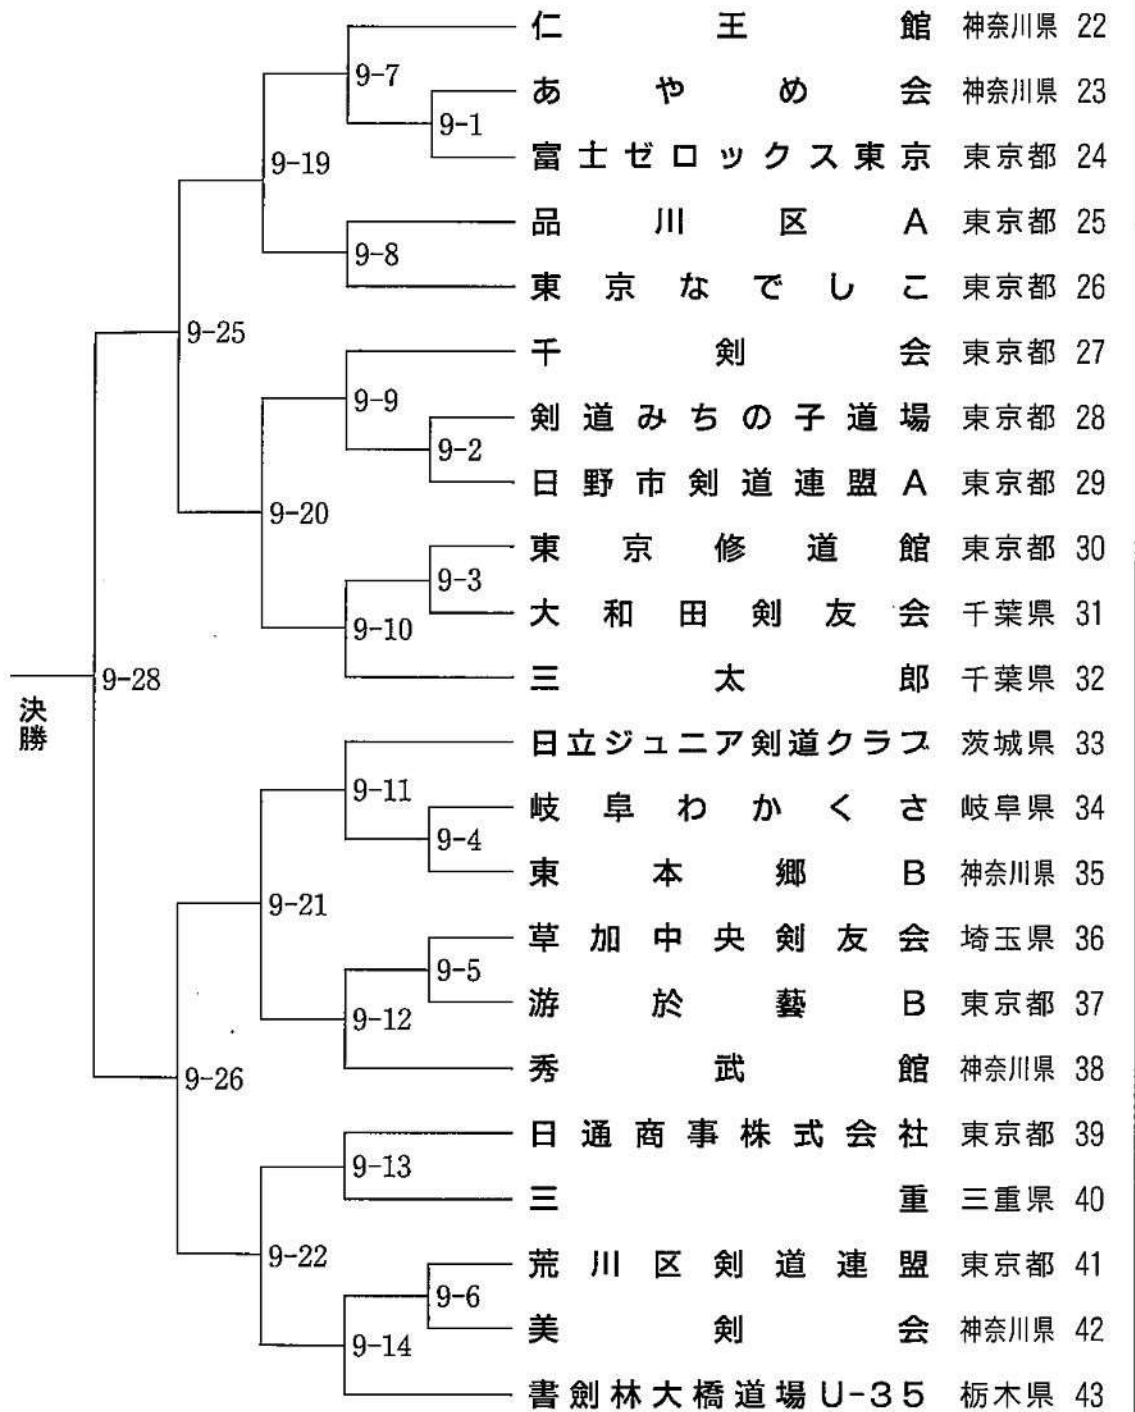 仁王館 神奈川県 22
9-7
あやめ会 神奈川県 23
9-1
富士ゼロックス東京 東京都 24
9-19
品川区A 東京都 25
9-8
東京なでしこ 東京都 26
9-25
千剣会 東京都 27
9-9
剣道みちの子道場 東京都 28
9-2
日野市剣道連盟A 東京都 29
9-20
東京修道館 東京都 30
9-3
大和田剣友会 千葉県 31
9-10
三太郎 千葉県 32
9-28
決勝
日立ジュニア剣道クラブ 茨城県 33
9-11
岐阜わかくさ 岐阜県 34
9-4
東本郷B 神奈川県 35
9-21
草加中央剣友会 埼玉県 36
9-5
游於藝B 東京都 37
9-12
秀武館 神奈川県 38
9-26
日通商事株式会社 東京都 39
9-13
三重 三重県 40
9-22
荒川区剣道連盟 東京都 41
9-6
美剣会 神奈川県 42
9-14
書劍林大橋道場U-35 栃木県 43